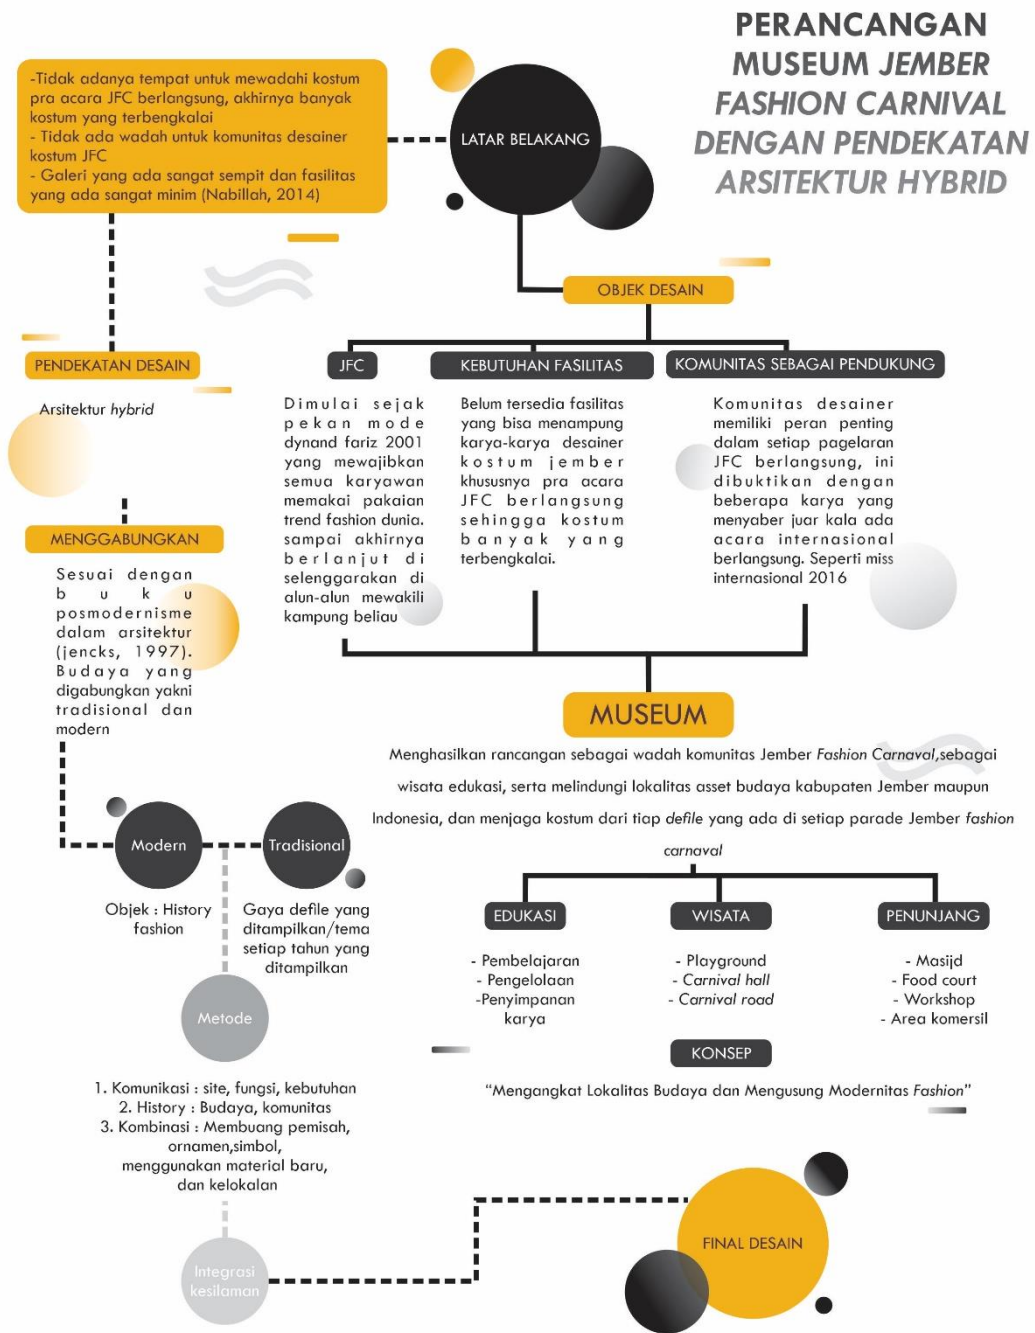 PERANCANGAN
MUSEUM JEMBER
FASHION CARNIVAL
DENGAN PENDEKATAN
ARSITEKTUR HYBRID
-Tidak adanya tempat untuk mewadahi kostum
pra acara JFC berlangsung, akhirnya banyak
kostum yang terbengkalai
- Tidak ada wadah untuk komunitas desainer
kostum JFC
- Galeri yang ada sangat sempit dan fasilitas
yang ada sangat minim (Nabillah, 2014)
LATAR BELAKANG
OBJEK DESAIN
PENDEKATAN DESAIN
Arsitektur hybrid
MENGGABUNGKAN
Sesuai dengan
buku
posmodernisme
dalam arsitektur
(jencks, 1997).
Budaya yang
digabungkan yakni
tradisional dan
modern
JFC
Dimulai sejak
pekan mode
dynand fariz 2001
yang mewajibkan
semua karyawan
memakai pakaian
trend fashion dunia.
sampai akhirnya
berlanjut di
selenggarakan di
alun-alun mewakili
kampung beliau
KEBUTUHAN FASILITAS
Belum tersedia fasilitas
yang bisa menampung
karya-karya desainer
kostum jember
khususnya pra acara
JFC berlangsung
sehingga kostum
banyak yang
terbengkalai.
KOMUNITAS SEBAGAI PENDUKUNG
Komunitas desainer
memiliki peran penting
dalam setiap pagelaran
JFC berlangsung, ini
dibuktikan dengan
beberapa karya yang
menyaber juar kala ada
acara internasional
berlangsung. Seperti miss
internasional 2016
MUSEUM
Menghasilkan rancangan sebagai wadah komunitas Jember Fashion Carnaval,sebagai
wisata edukasi, serta melindungi lokalitas asset budaya kabupaten Jember maupun
Indonesia, dan menjaga kostum dari tiap defile yang ada di setiap parade Jember fashion
carnaval
Modern
Objek : History
fashion
Tradisional
Gaya defile yang
ditampilkan/tema
setiap tahun yang
ditampilkan
EDUKASI
- Pembelajaran
- Pengelolaan
-Penyimpanan
karya
WISATA
- Playground
- Carnival hall
- Carnival road
PENUNJANG
- Masijd
- Food court
- Workshop
- Area komersil
Metode
1. Komunikasi : site, fungsi, kebutuhan
2. History : Budaya, komunitas
3. Kombinasi : Membuang pemisah,
ornamen,simbol,
menggunakan material baru,
dan kelokalan
KONSEP
“Mengangkat Lokalitas Budaya dan Mengusung Modernitas Fashion”
Integrasi
kesilaman
FINAL DESAIN